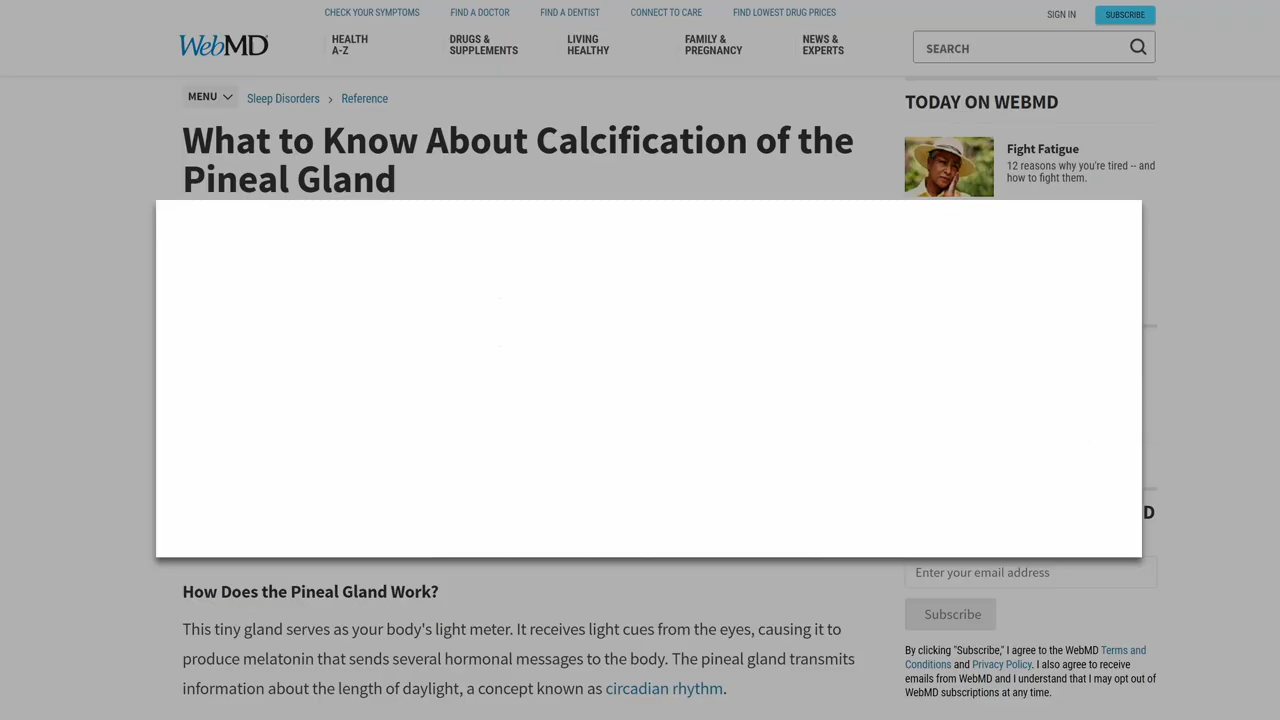 CHECK YOUR SYMPTOMS FIND A DOCTOR FIND A DENTIST CONNECT TO CARE FIND LOWEST DRUG PRICES
SIGN IN SUBSCRIBE
WebMD
HEALTH
A-Z
DRUGS &
SUPPLEMENTS
LIVING
HEALTHY
FAMILY &
PREGNANCY
NEWS &
EXPERTS
SEARCH
MENU Sleep Disorders > Reference
What to Know About Calcification of the
Pineal Gland
TODAY ON WEBMD
Fight Fatigue
12 reasons why you're tired -- and
how to fight them.
D
How Does the Pineal Gland Work?
This tiny gland serves as your body's light meter. It receives light cues from the eyes, causing it to
produce melatonin that sends several hormonal messages to the body. The pineal gland transmits
information about the length of daylight, a concept known as circadian rhythm.
Enter your email address
Subscribe
By clicking "Subscribe," I agree to the WebMD Terms and
Conditions and Privacy Policy. I also agree to receive
emails from WebMD and I understand that I may opt out of
WebMD subscriptions at any time.